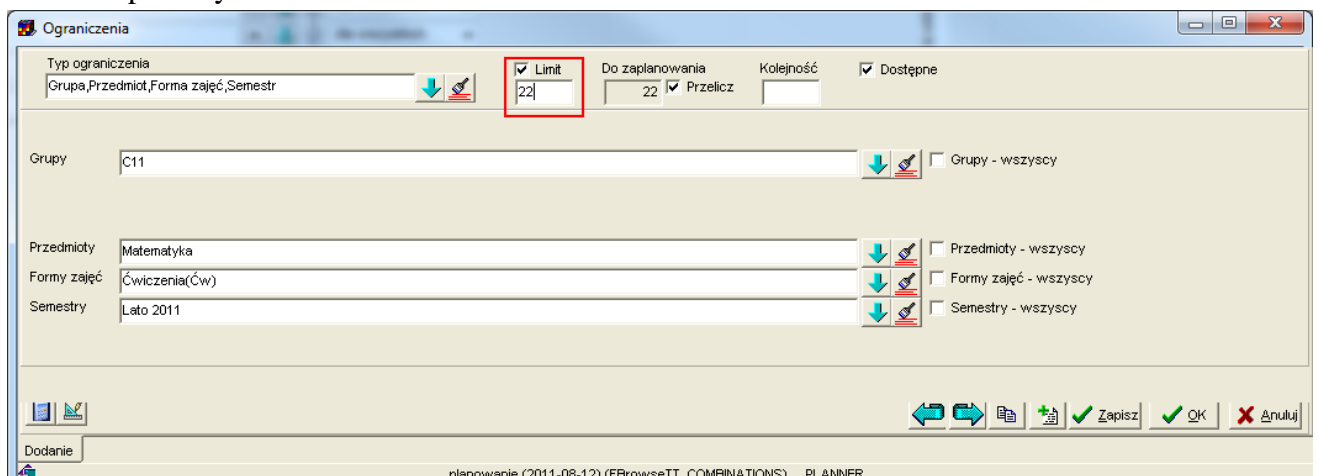 Ograniczenia
Typ ograniczenia
Limit
Do zaplanowania
Kolejność
Dostępne
Grupa,Przedmiot,Forma zajęć,Semestr
22
22
Przelicz
Grupy
C11
Grupy - wszyscy
Przedmioty
Matematyka
Przedmioty - wszyscy
Formy zajęć
Ćwiczenia(Ćw)
Formy zajęć - wszyscy
Semestry
Lato 2011
Semestry - wszyscy
Zapisz
OK
Anuluj
Dodanie
planowanie (2011-08-12) (FBrowseTT_COMBINATIONS) PLANNER